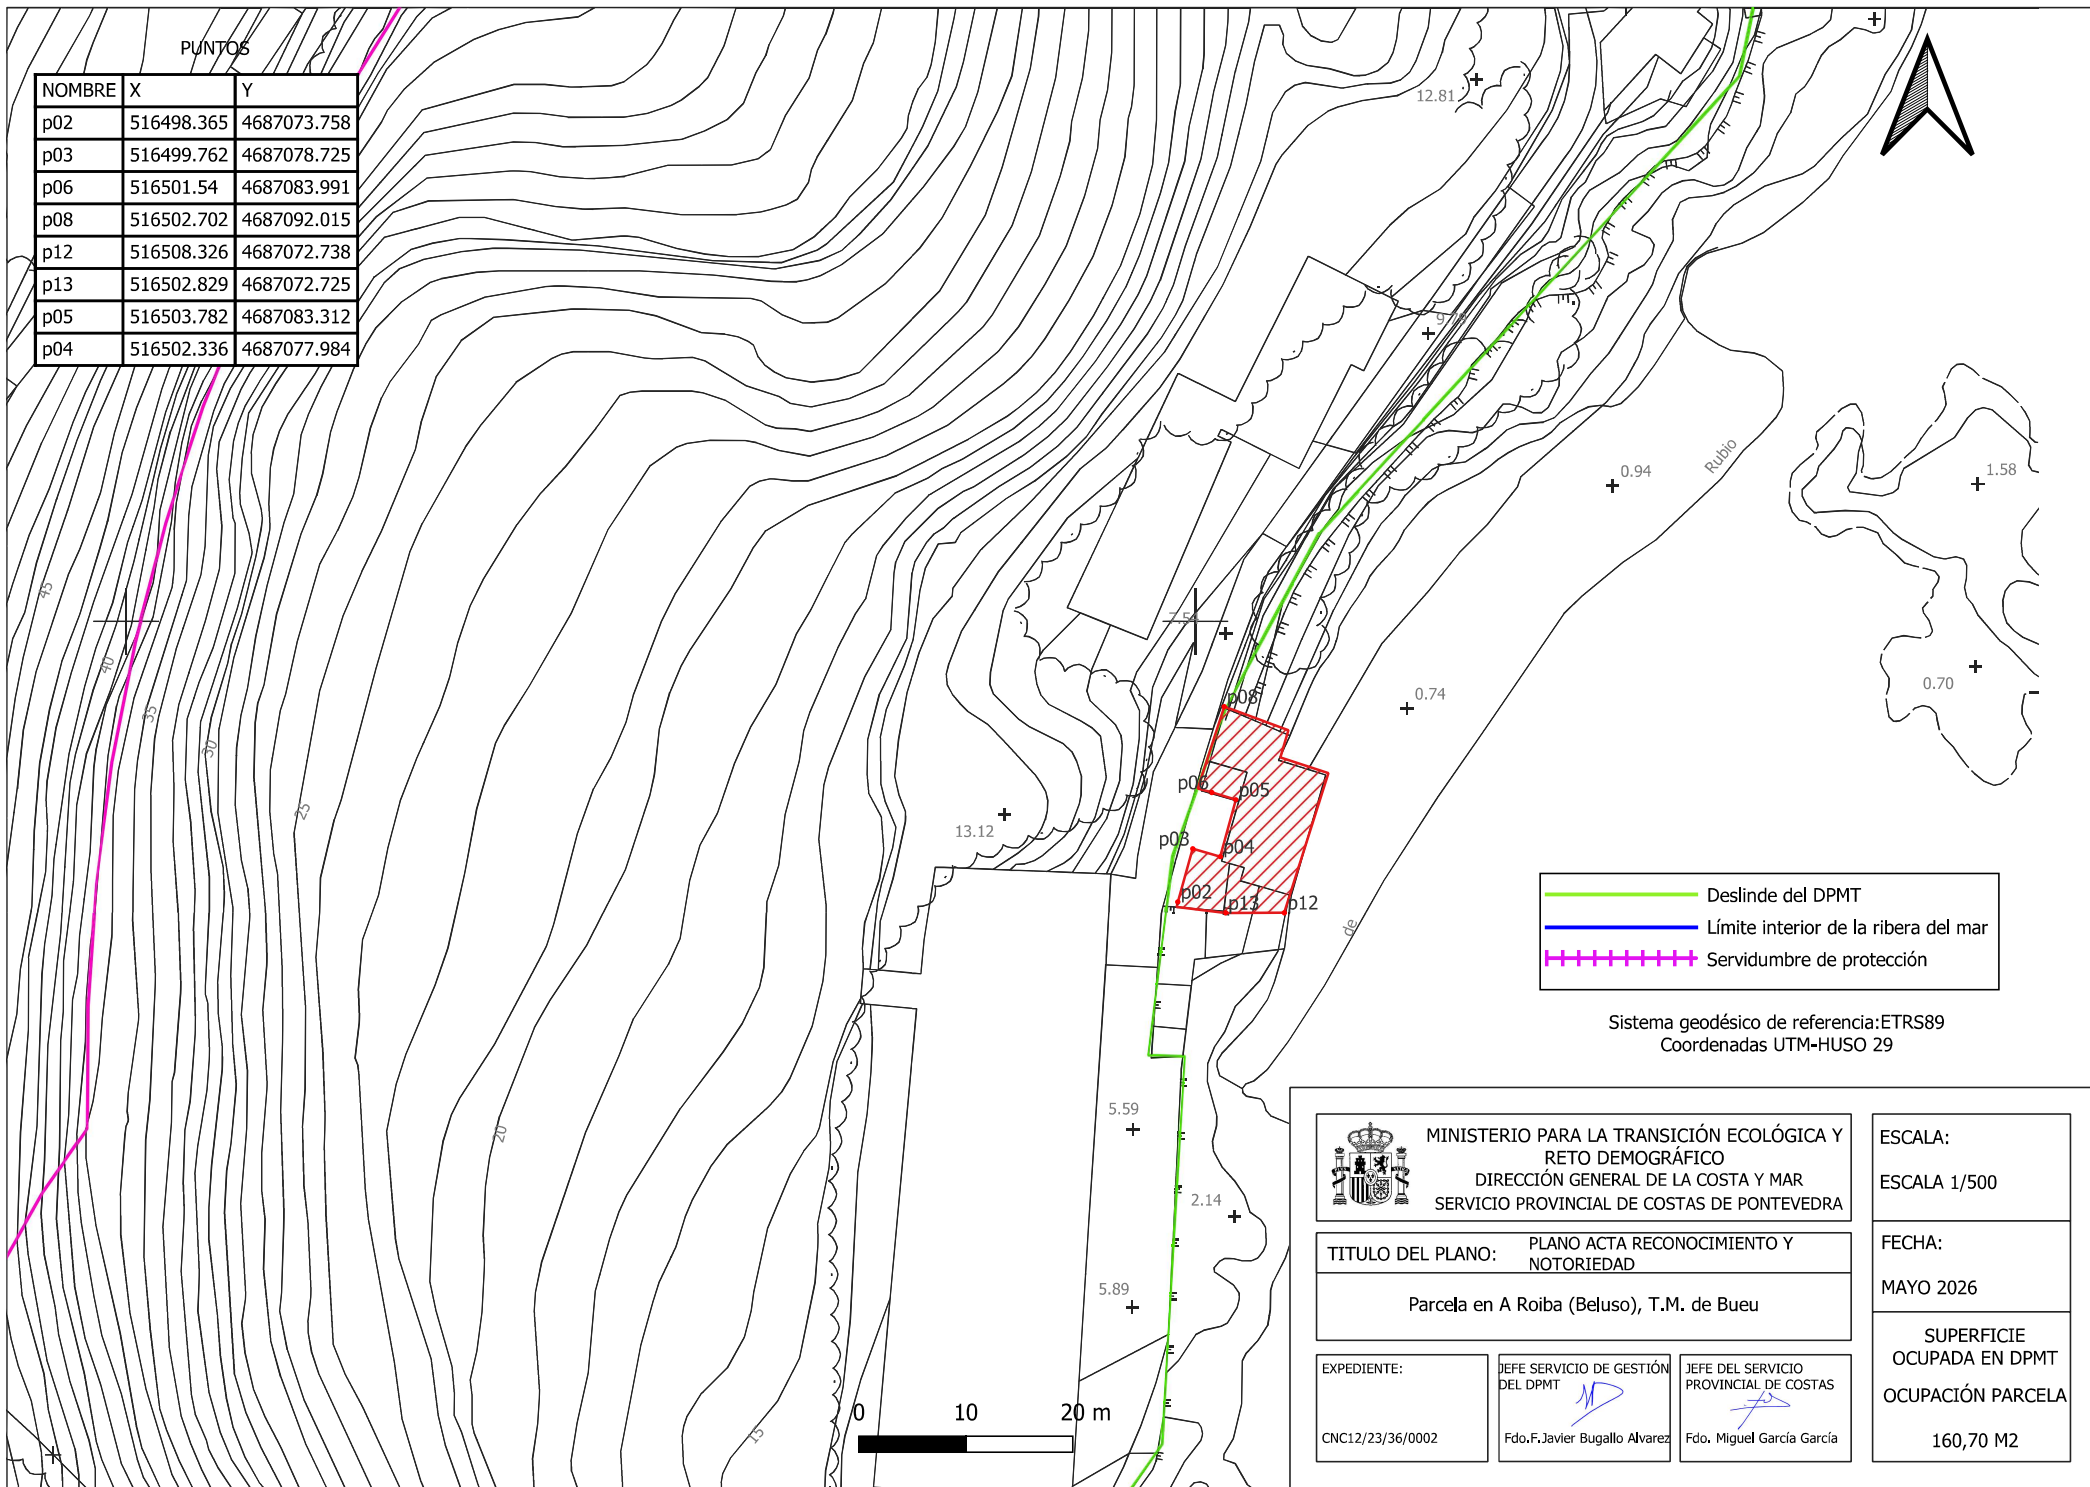 PUNTOS
NOMBRE X Y
p02 516498.365 4687073.758
p03 516499.762 4687078.725
p06 516501.54 4687083.991
p08 516502.702 4687092.015
p12 516508.326 4687072.738
p13 516502.829 4687072.725
p05 516503.782 4687083.312
p04 516502.336 4687077.984
12.81
0.94
Rubio
1.58
45
40
35
30
25
20
15
0.74
0.70
p08
p06
p05
13.12
p03
p04
p02
p13
p12
de
Deslinde del DPMT
Límite interior de la ribera del mar
Servidumbre de protección
Sistema geodésico de referencia:ETRS89
Coordenadas UTM-HUSO 29
5.59
2.14
5.89
0 10 20 m
MINISTERIO PARA LA TRANSICIÓN ECOLÓGICA Y
RETO DEMOGRÁFICO
DIRECCIÓN GENERAL DE LA COSTA Y MAR
SERVICIO PROVINCIAL DE COSTAS DE PONTEVEDRA
ESCALA:
ESCALA 1/500
TITULO DEL PLANO: PLANO ACTA RECONOCIMIENTO Y
NOTORIEDAD
Parcela en A Roiba (Beluso), T.M. de Bueu
FECHA:
MAYO 2026
EXPEDIENTE:
CNC12/23/36/0002
JEFE SERVICIO DE GESTIÓN
DEL DPMT
Fdo.F.Javier Bugallo Alvarez
JEFE DEL SERVICIO
PROVINCIAL DE COSTAS
Fdo. Miguel García García
SUPERFICIE
OCUPADA EN DPMT
OCUPACIÓN PARCELA
160,70 M2